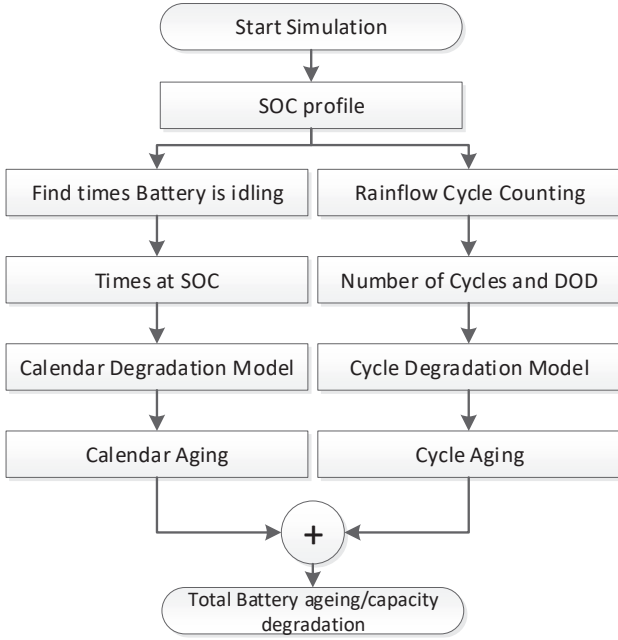 Start Simulation
SOC profile
Find times Battery is idling
Rainflow Cycle Counting
Times at SOC
Number of Cycles and DOD
Calendar Degradation Model
Cycle Degradation Model
Calendar Aging
Cycle Aging
+
Total Battery ageing/capacity
degradation